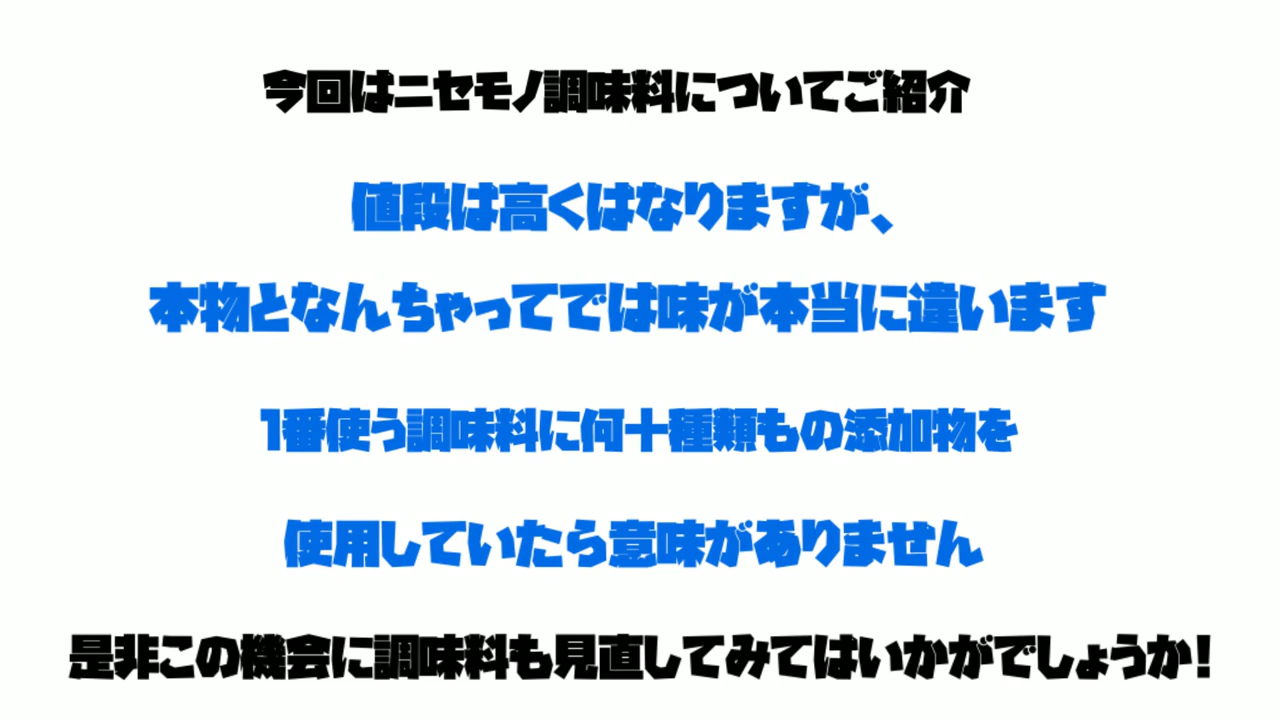 今回はニセモノ調味料についてご紹介
値段は高くはなりますが、
本物となんちゃってでは味が本当に違います
1番使う調味料に何十種類もの添加物を
使用していたら意味がありません
是非この機会に調味料も見直してみてはいかがでしょうか!